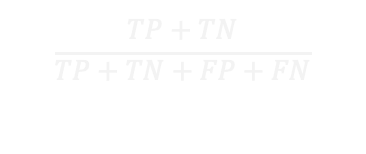 TP + TN
TP + TN + FP + FN